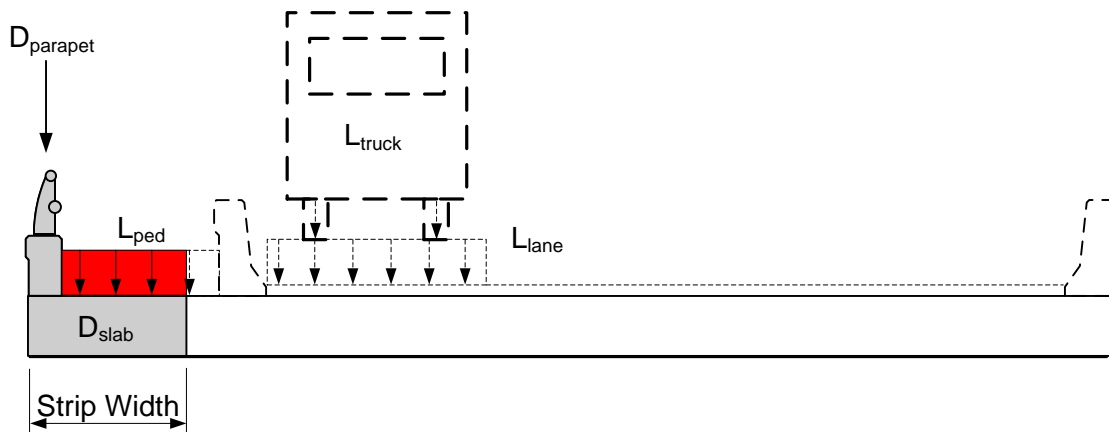 D_parapet
L_truck
L_ped
L_lane
D_slab
Strip Width